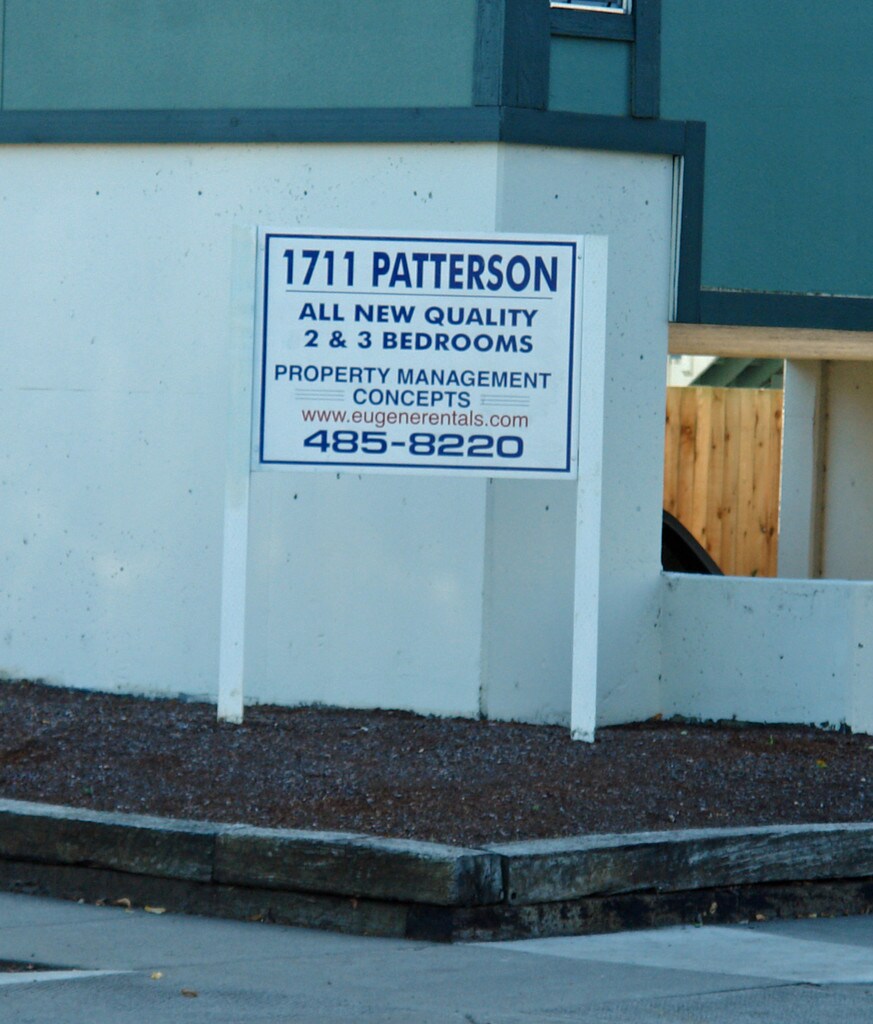 1711 PATTERSON
ALL NEW QUALITY
2 & 3 BEDROOMS
PROPERTY MANAGEMENT
CONCEPTS
www.eugenerentals.com
485-8220